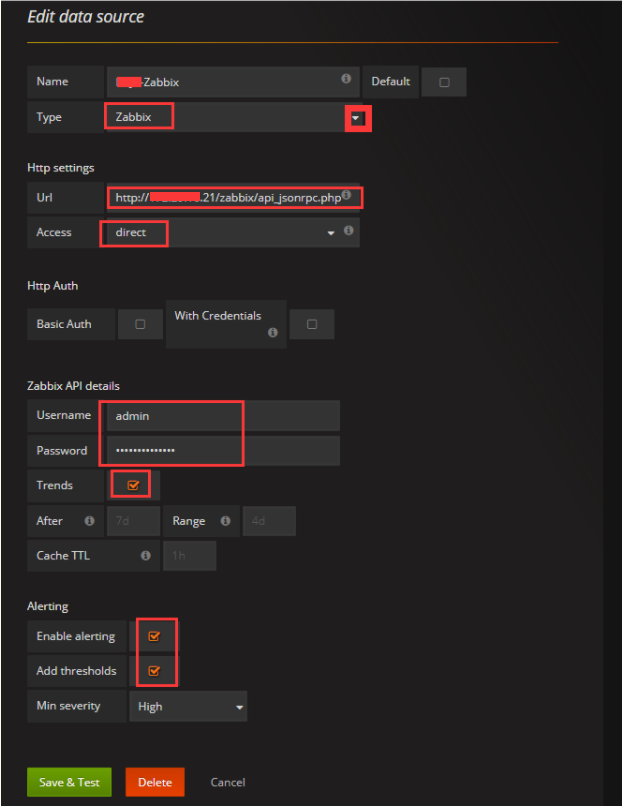 Edit data source
Name -Zabbix Default
Type Zabbix
Http settings
Url http:// .21/zabbix/api_jsonrpc.php
Access direct
Http Auth
Basic Auth With Credentials
Zabbix API details
Username admin
Password ··············
Trends
After 7d Range 4d
Cache TTL 1h
Alerting
Enable alerting
Add thresholds
Min severity High
Save & Test Delete Cancel